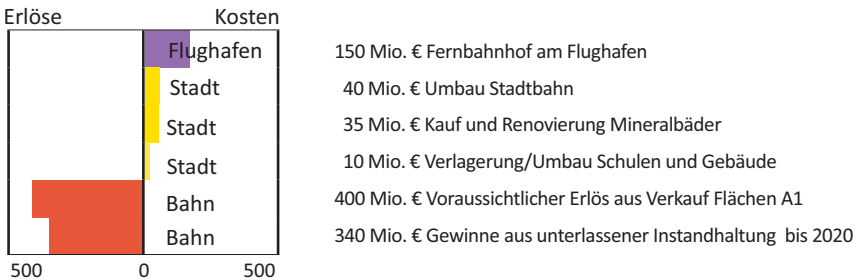 Erlöse Kosten
Flughafen 150 Mio. € Fernbahnhof am Flughafen
Stadt 40 Mio. € Umbau Stadtbahn
Stadt 35 Mio. € Kauf und Renovierung Mineralbäder
Stadt 10 Mio. € Verlagerung/Umbau Schulen und Gebäude
Bahn 400 Mio. € Voraussichtlicher Erlös aus Verkauf Flächen A1
Bahn 340 Mio. € Gewinne aus unterlassener Instandhaltung bis 2020
500 0 500